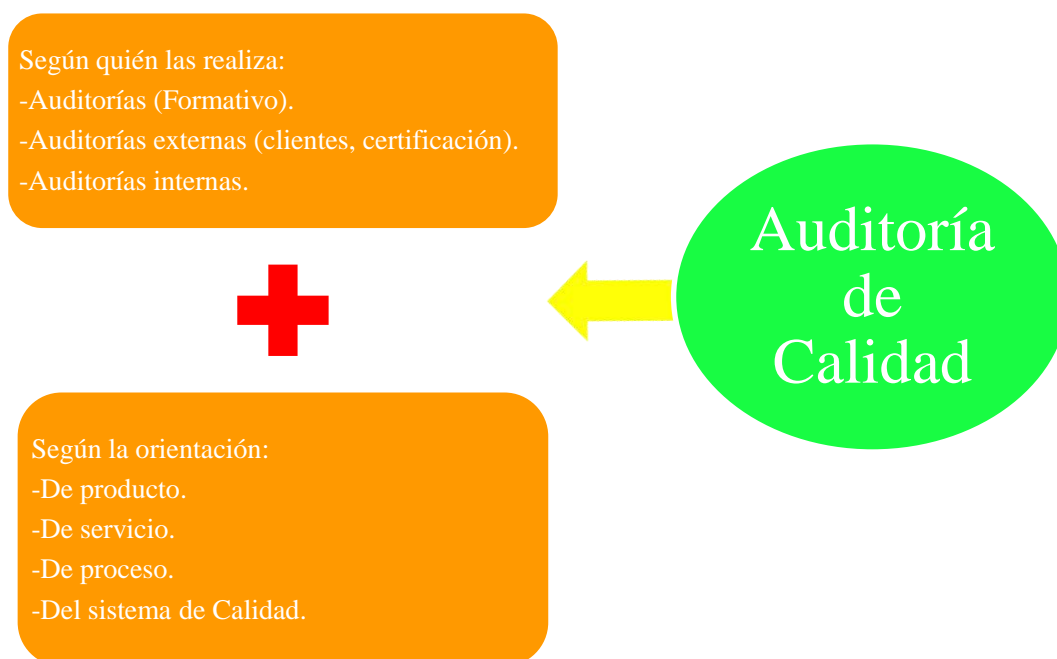 Según quién las realiza:
-Auditorías (Formativo).
-Auditorías externas (clientes, certificación).
-Auditorías internas.
Según la orientación:
-De producto.
-De servicio.
-De proceso.
-Del sistema de Calidad.
Auditoría
de
Calidad